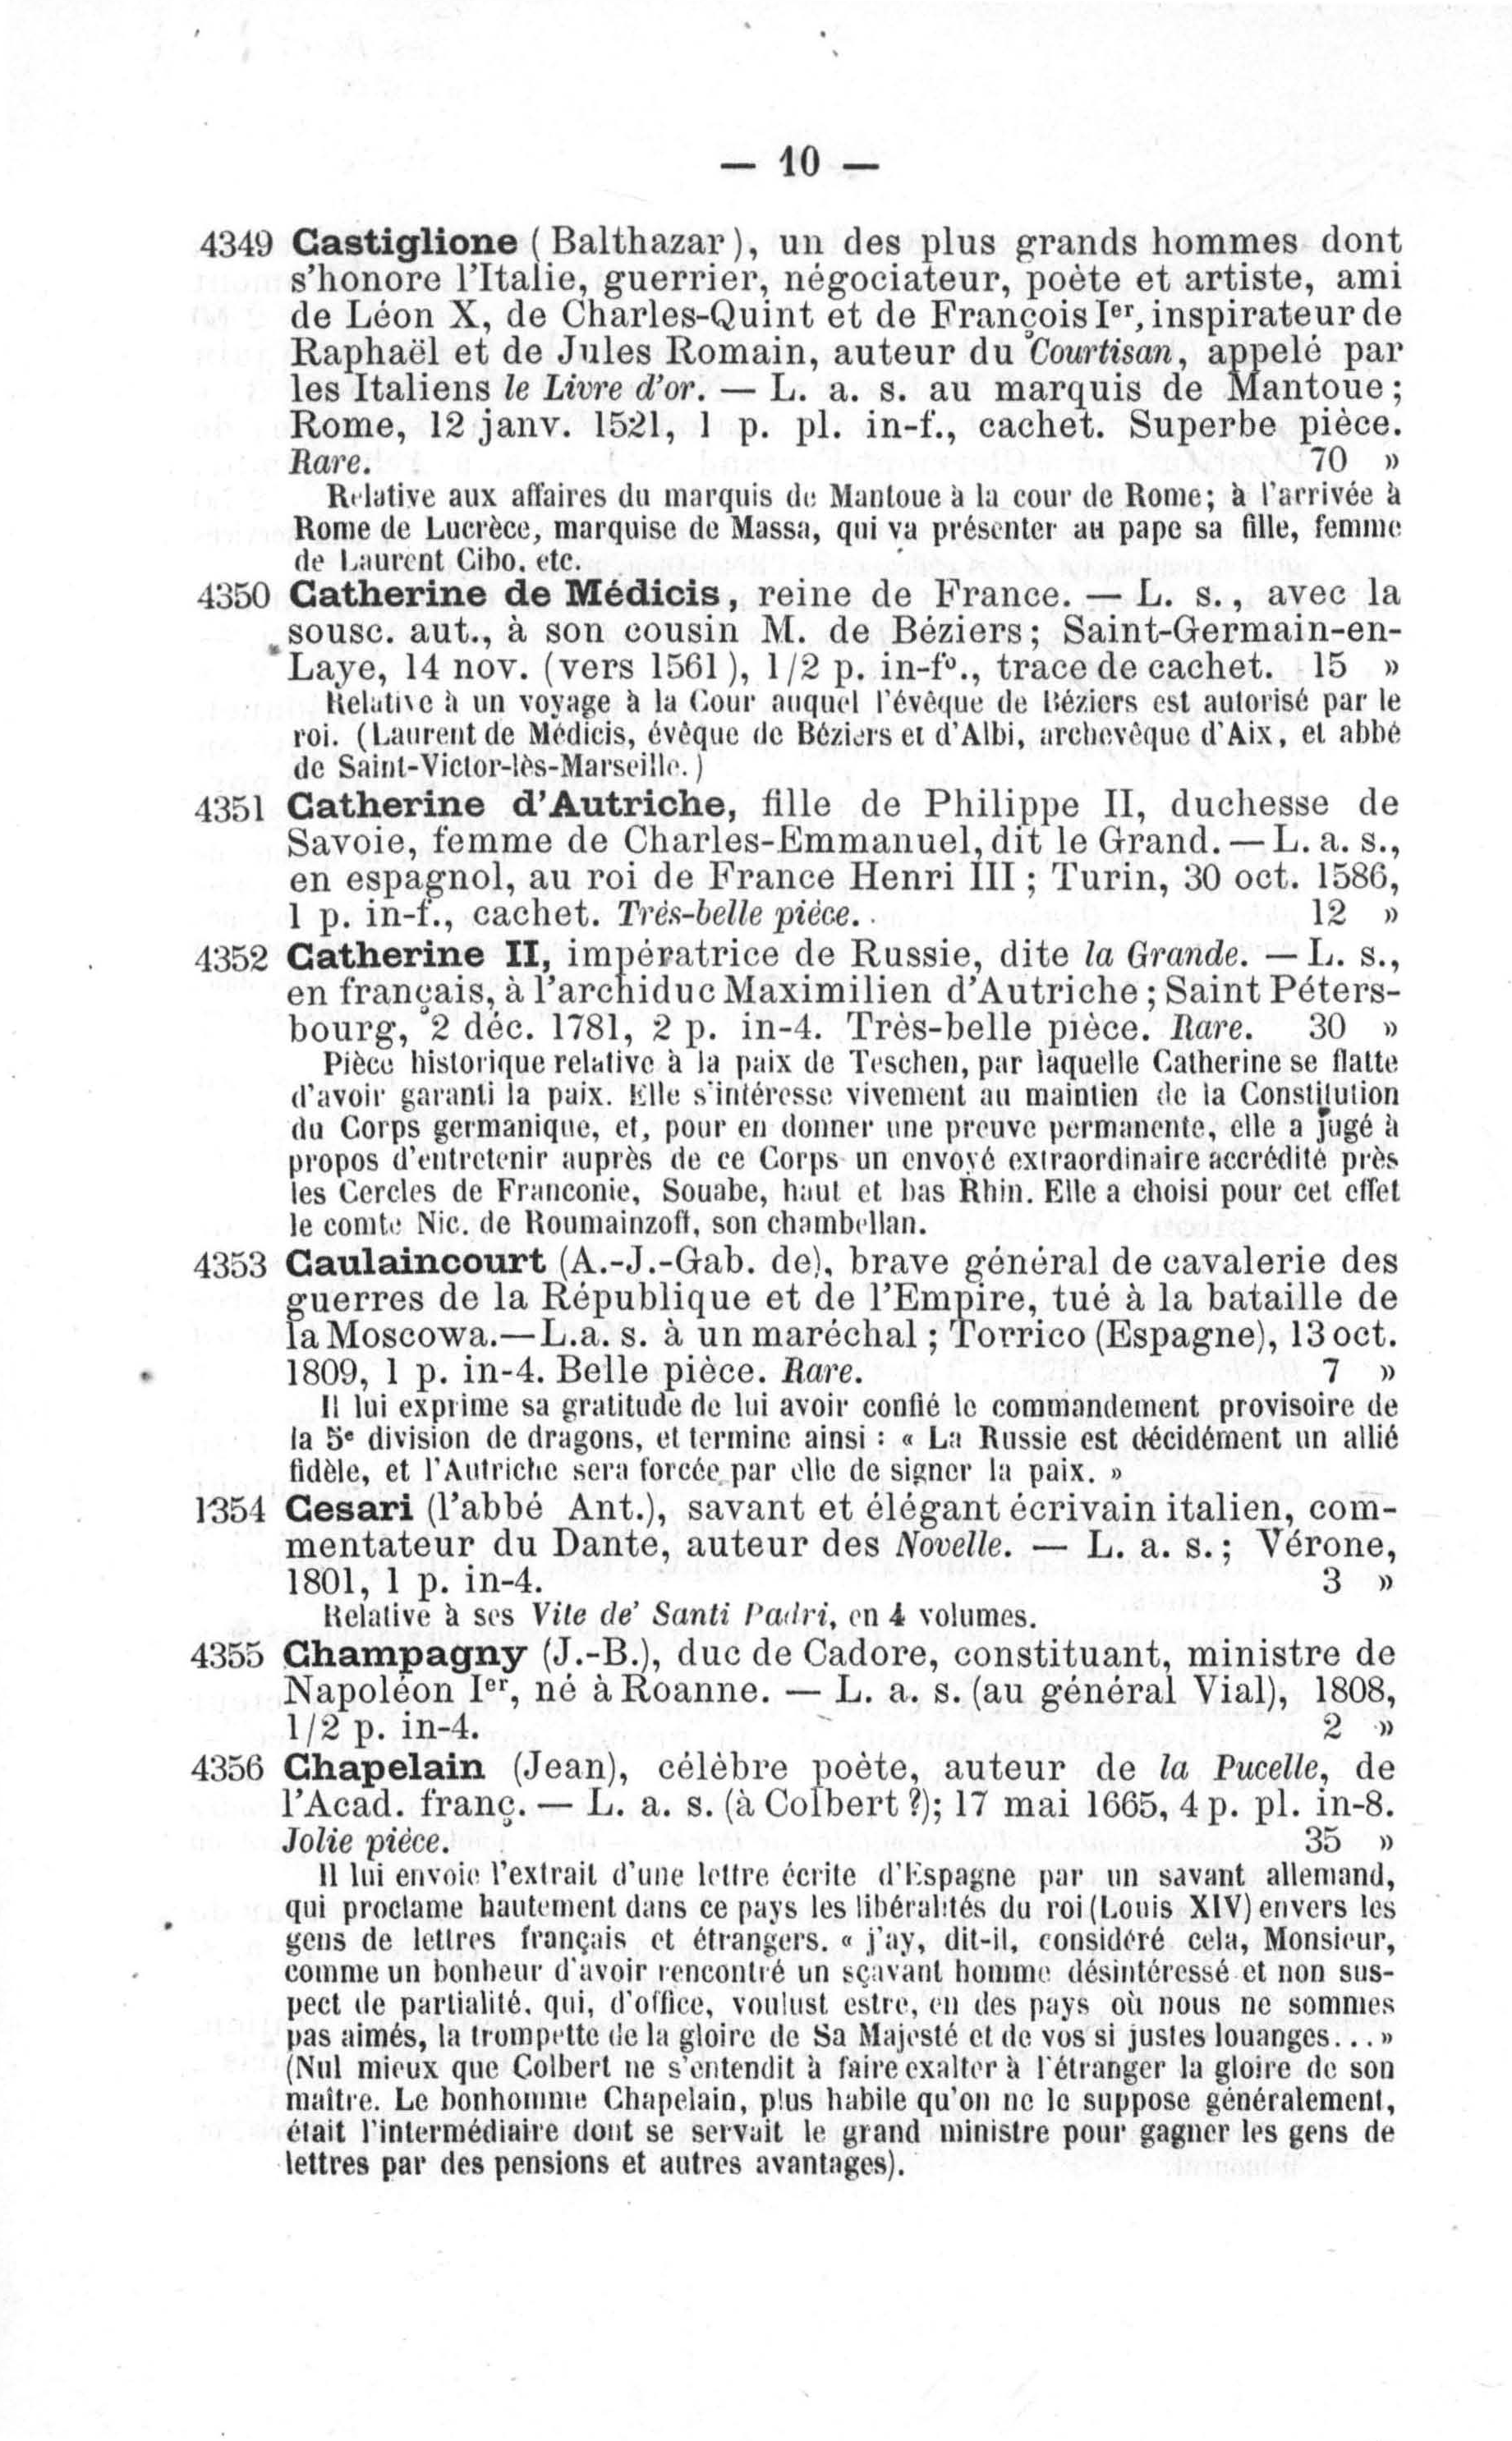 — 10 —
4349 Castiglione (Balthazar), un des plus grands hommes dont
s'honore l'Italie, guerrier, négociateur, poète et artiste, ami
de Léon X, de Charles-Quint et de François Ier, inspirateur de
Raphaël et de Jules Romain, auteur du Courtisan, appelé par
les Italiens le Livre d'or. — L. a. s. au marquis de Mantoue;
Rome, 12 janv. 1521, 1 p. pl. in-f., cachet. Superbe pièce.
Rare. 70 »
Relative aux affaires du marquis de Mantoue à la cour de Rome; à l'arrivée à
Rome de Lucrèce, marquise de Massa, qui va présenter au pape sa fille, femme
de Laurent Cibo, etc.
4350 Catherine de Médicis, reine de France. — L. s., avec la
sousc. aut., à son cousin M. de Béziers; Saint-Germain-en-
Laye, 14 nov. (vers 1561), 1/2 p. in-fo., trace de cachet. 15 »
Relative à un voyage à la Cour auquel l'évêque de Béziers est autorisé par le
roi. (Laurent de Médicis, évêque de Béziers et d'Albi, archevêque d'Aix, et abbé
de Saint-Victor-lès-Marseille.)
4351 Catherine d'Autriche, fille de Philippe II, duchesse de
Savoie, femme de Charles-Emmanuel, dit le Grand. — L. a. s.,
en espagnol, au roi de France Henri III; Turin, 30 oct. 1586,
1 p. in-f., cachet. Très-belle pièce. 12 »
4352 Catherine II, impératrice de Russie, dite la Grande. — L. s.,
en français, à l'archiduc Maximilien d'Autriche; Saint Péters-
bourg, 2 déc. 1781, 2 p. in-4. Très-belle pièce. Rare. 30 »
Pièce historique relative à la paix de Teschen, par laquelle Catherine se flatte
d'avoir garanti la paix. Elle s'intéresse vivement au maintien de la Constitution
du Corps germanique, et, pour en donner une preuve permanente, elle a jugé à
propos d'entretenir auprès de ce Corps un envoyé extraordinaire accrédité près
les Cercles de Franconie, Souabe, haut et bas Rhin. Elle a choisi pour cet effet
le comte Nic. de Roumainzoff, son chambellan.
4353 Caulaincourt (A.-J.-Gab. de), brave général de cavalerie des
guerres de la République et de l'Empire, tué à la bataille de
la Moscowa. — L. a. s. à un maréchal; Torrico (Espagne), 13 oct.
1809, 1 p. in-4. Belle pièce. Rare. 7 »
Il lui exprime sa gratitude de lui avoir confié le commandement provisoire de
la 5e division de dragons, et termine ainsi : « La Russie est décidément un allié
fidèle, et l'Autriche sera forcée par elle de signer la paix. »
1354 Cesari (l'abbé Ant.), savant et élégant écrivain italien, com-
mentateur du Dante, auteur des Novelle. — L. a. s.; Vérone,
1801, 1 p. in-4. 3 »
Relative à ses Vite de' Santi Padri, en 4 volumes.
4355 Champagny (J.-B.), duc de Cadore, constituant, ministre de
Napoléon Ier, né à Roanne. — L. a. s. (au général Vial), 1808,
1/2 p. in-4. 2 »
4356 Chapelain (Jean), célèbre poète, auteur de la Pucelle, de
l'Acad. franç. — L. a. s. (à Colbert ?); 17 mai 1665, 4 p. pl. in-8.
Jolie pièce. 35 »
Il lui envoie l'extrait d'une lettre écrite d'Espagne par un savant allemand,
qui proclame hautement dans ce pays les libéralités du roi (Louis XIV) envers les
gens de lettres français et étrangers. « j'ay, dit-il, considéré cela, Monsieur,
comme un bonheur d'avoir rencontré un sçavant homme désintéressé et non sus-
pect de partialité, qui, d'office, voulust estre, en des pays où nous ne sommes
pas aimés, la trompette de la gloire de Sa Majesté et de vos si justes louanges... »
(Nul mieux que Colbert ne s'entendit à faire exalter à l'étranger la gloire de son
maître. Le bonhomme Chapelain, plus habile qu'on ne le suppose généralement,
était l'intermédiaire dont se servait le grand ministre pour gagner les gens de
lettres par des pensions et autres avantages).